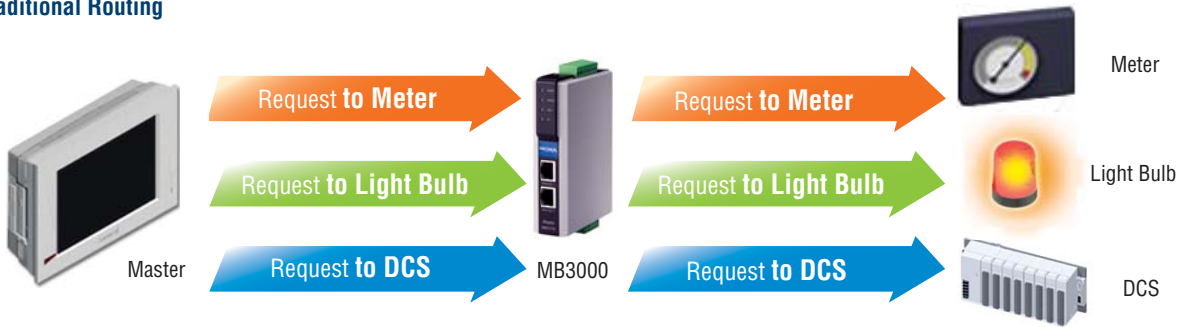 aditional Routing
Request to Meter
Request to Meter
Meter
Request to Light Bulb
Request to Light Bulb
Light Bulb
Master
Request to DCS
MB3000
Request to DCS
DCS
MOXA